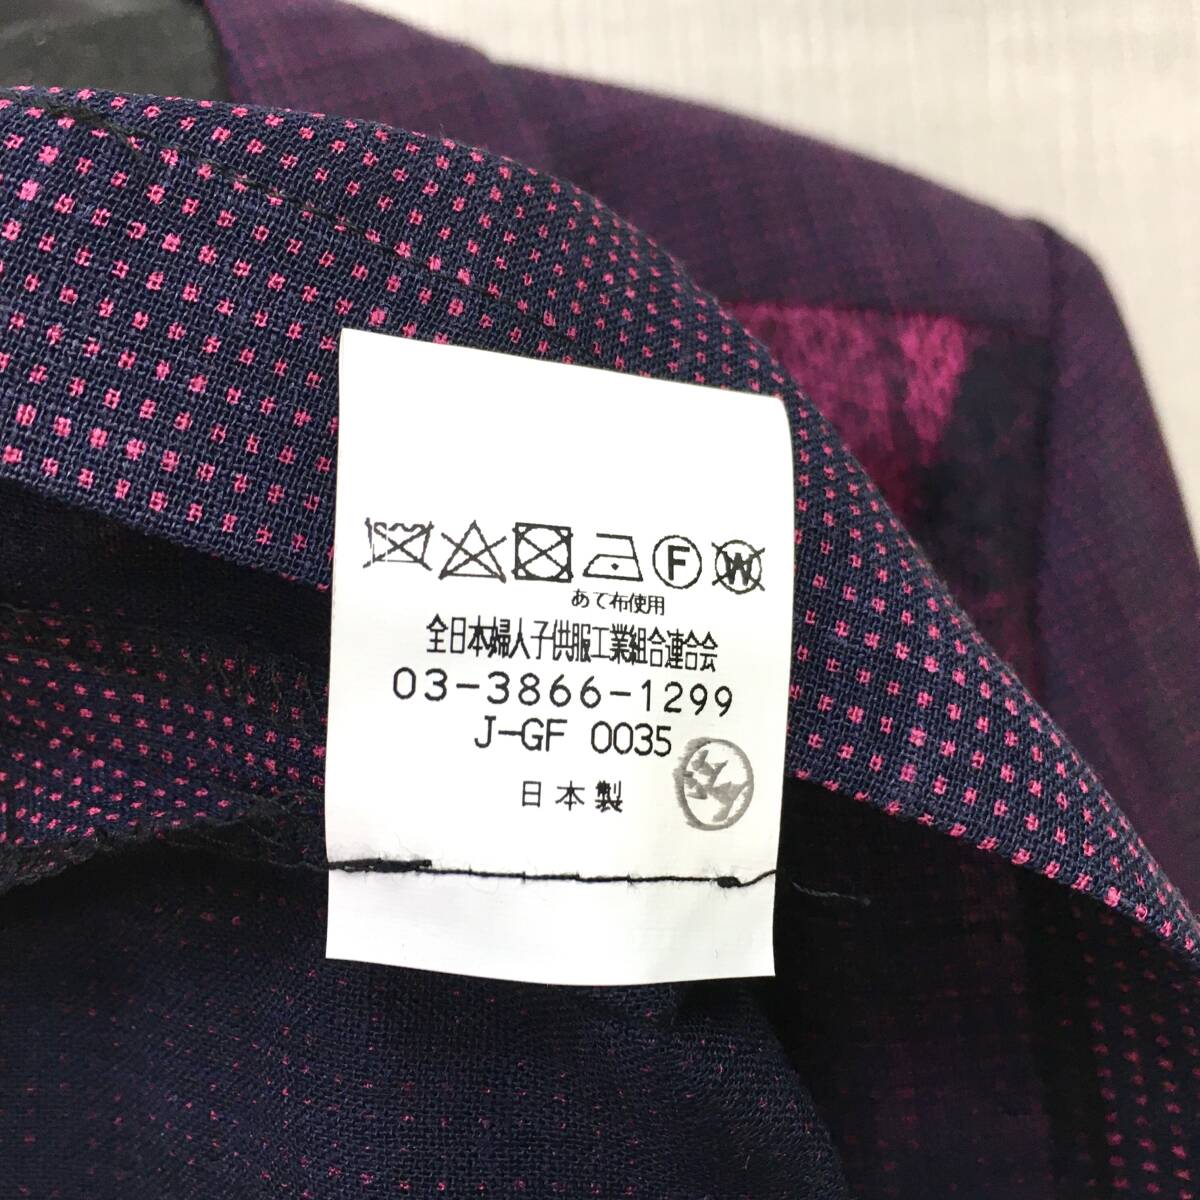 F W
あて布使用
全日本婦人子供服工業組合連合会
03-3866-1299
J-GF 0035
日本製